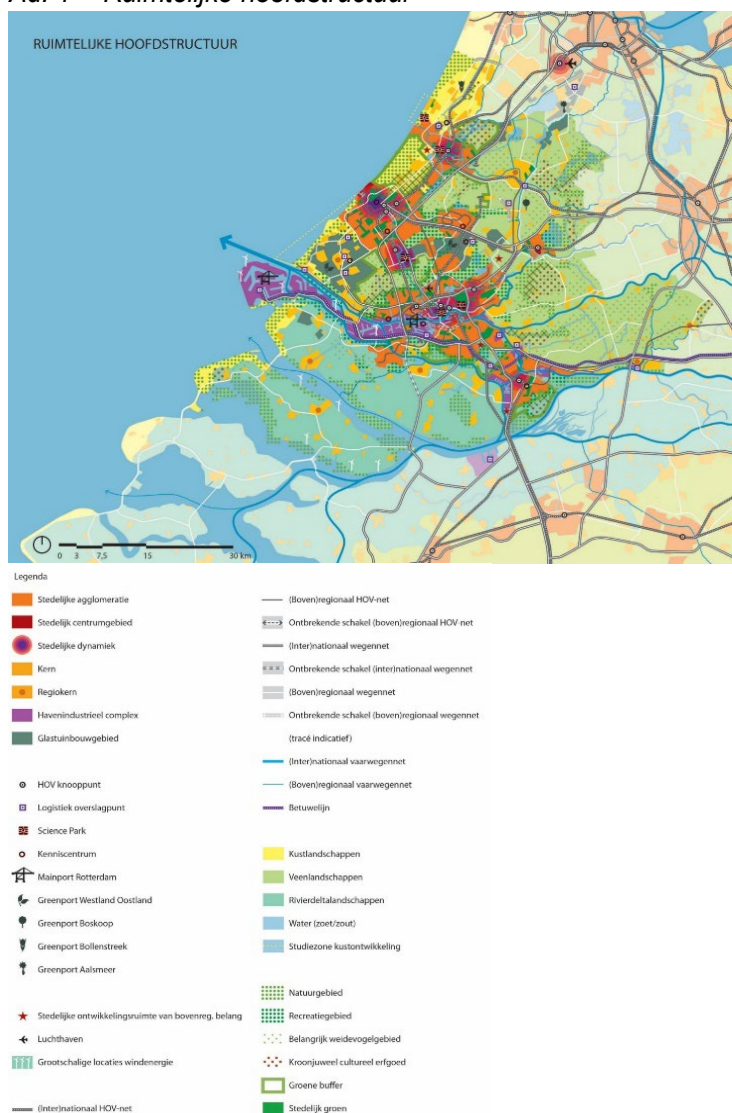 RUIMTELIJKE HOOFDSTRUCTUUR
0 3 7,5 15 30 km
Legenda
Stedelijke agglomeratie
Stedelijk centrumgebied
Stedelijke dynamiek
Kern
Regiokern
Havenindustrieel complex
Glastuinbouwgebied
HOV knooppunt
Logistiek overslagpunt
Science Park
Kenniscentrum
Mainport Rotterdam
Greenport Westland Oostland
Greenport Boskoop
Greenport Bollenstreek
Greenport Aalsmeer
Stedelijke ontwikkelingsruimte van bovenreg. belang
Luchthaven
Grootschalige locaties windenergie
(Inter)nationaal HOV-net
(Boven)regionaal HOV-net
Ontbrekende schakel (boven)regionaal HOV-net
(Inter)nationaal wegennet
Ontbrekende schakel (inter)nationaal wegennet
(Boven)regionaal wegennet
Ontbrekende schakel (boven)regionaal wegennet
(tracé indicatief)
(Inter)nationaal vaarwegennet
(Boven)regionaal vaarwegennet
Betuwelijn
Kustlandschappen
Veenlandschappen
Rivierdeltalandschappen
Water (zoet/zout)
Studiezone kustontwikkeling
Natuurgebied
Recreatiegebied
Belangrijk weidevogelgebied
Kroonjuweel cultureel erfgoed
Groene buffer
Stedelijk groen